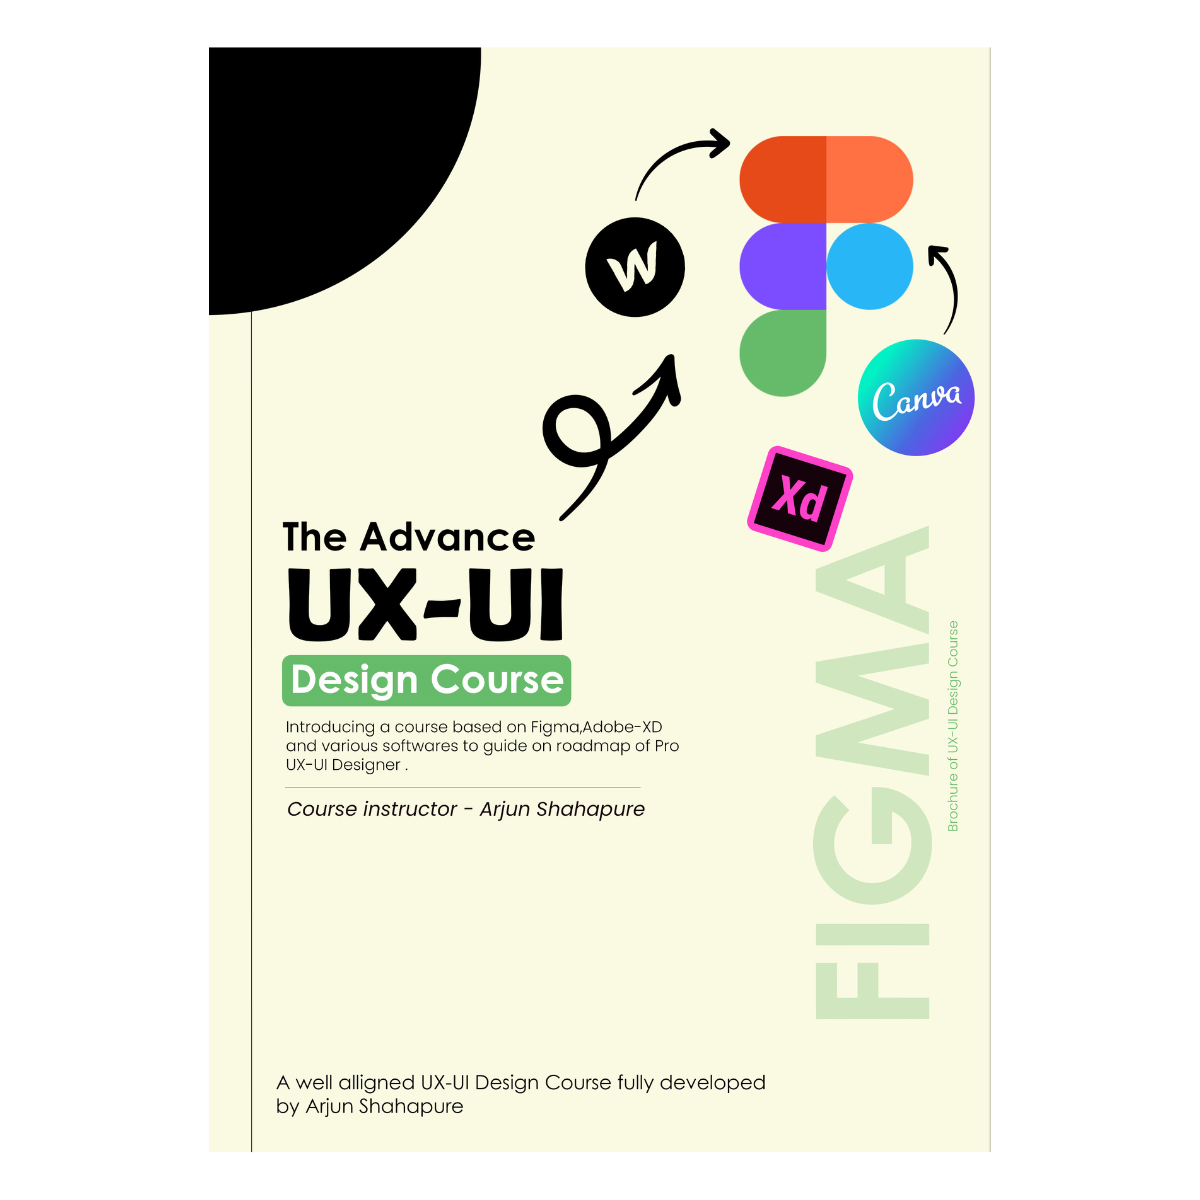 W
Canva
Xd
The Advance
UX-UI
Design Course
Introducing a course based on Figma,Adobe-XD
and various softwares to guide on roadmap of Pro
UX-UI Designer .
Course instructor - Arjun Shahapure
FIGMA
Brochure of UX-UI Design Course
A well alligned UX-UI Design Course fully developed
by Arjun Shahapure